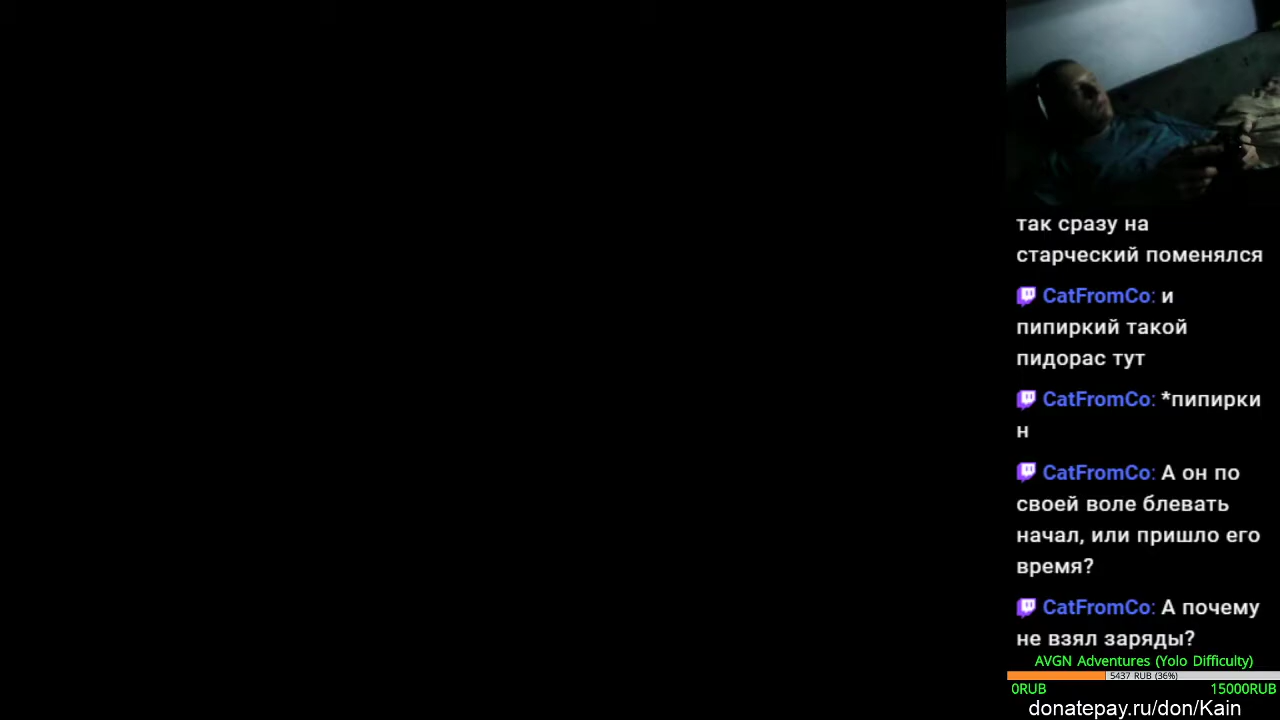 так сразу на
старческий поменялся
CatFromCo: и
пипиркий такой
пидорас тут
CatFromCo: *пипирки
н
CatFromCo: А он по
своей воле блевать
начал, или пришло его
время?
CatFromCo: А почему
не взял заряды?
AVGN Adventures (Yolo Difficulty)
5437 RUB (36%)
0RUB 15000RUB
donatepay.ru/don/Kain